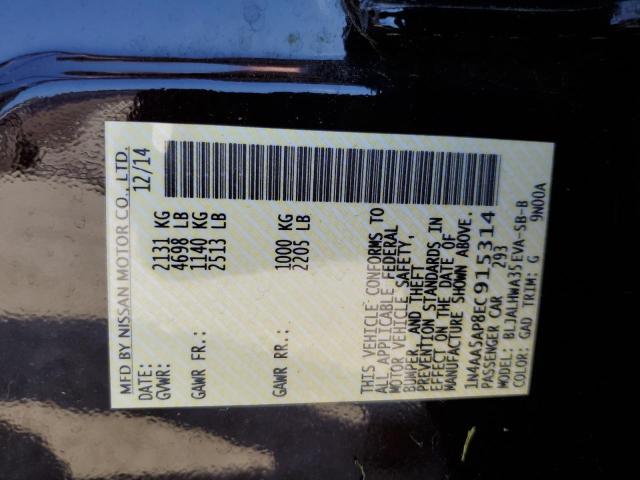 MFD BY NISSAN MOTOR CO., LTD.
DATE: 12/14
GVWR: 2131 KG
4698 LB
GAWR FR.: 1140 KG
2513 LB
GAWR RR.: 1000 KG
2205 LB
THIS VEHICLE CONFORMS TO
ALL APPLICABLE FEDERAL
MOTOR VEHICLE SAFETY,
BUMPER, AND THEFT
PREVENTION STANDARDS IN
EFFECT ON THE DATE OF
MANUFACTURE SHOWN ABOVE.
1N4AA5AP8EC915314
PASSENGER CAR 293
MODEL: BLJALHWA35EVA-SB-B
COLOR: GAD TRIM: G 9N00A